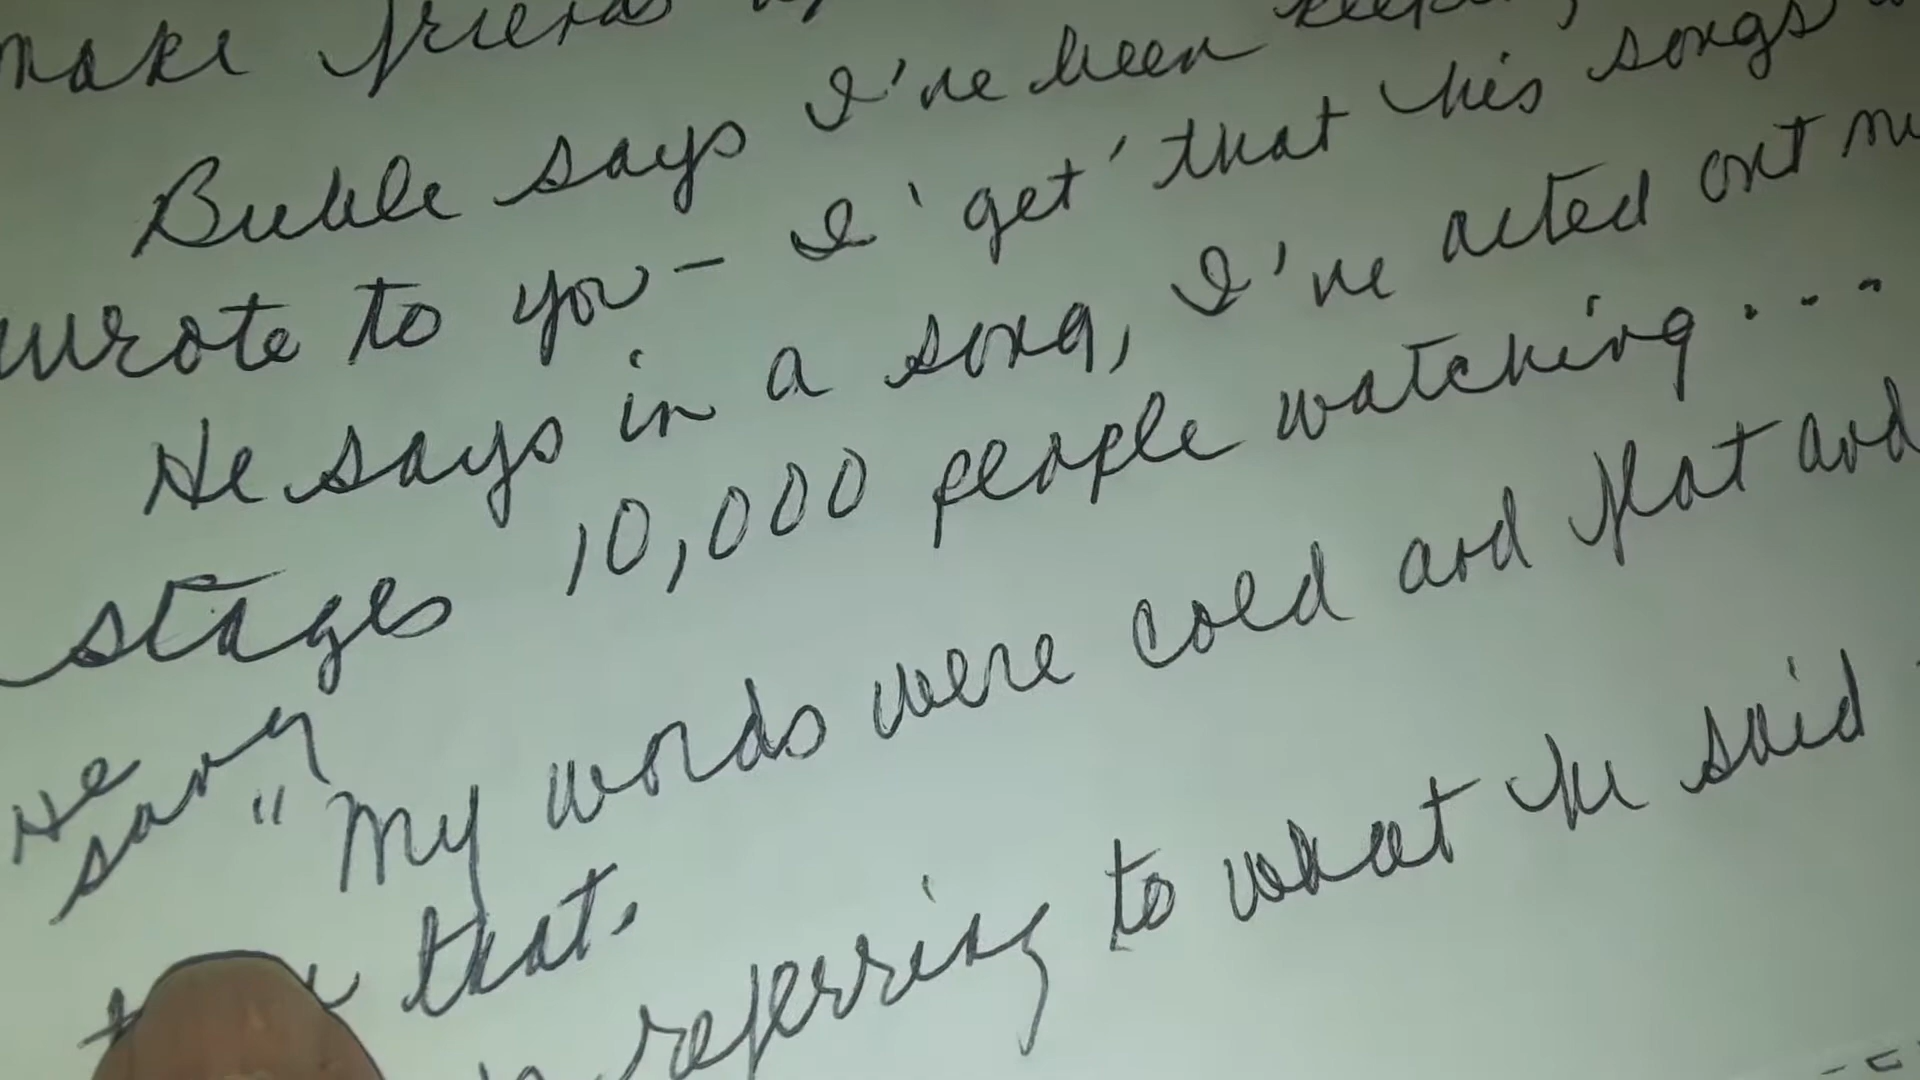 make friends
Buble says I've been
wrote to you - I 'get' that his songs
He says in a song, I've acted out
stages 10,000 people watching . . .
He sang
"My words were cold and flat and
that.
referring to what he said